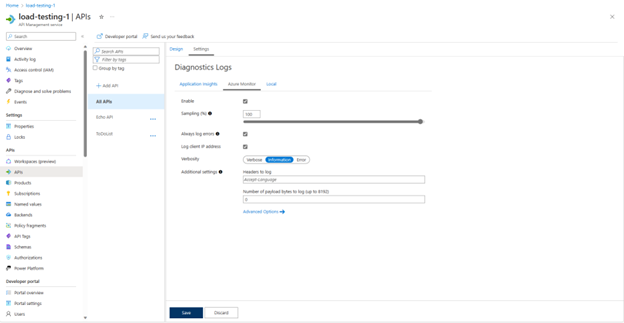 Home > load-testing-1 >
load-testing-1 | APIs
API Management service
Search
Overview
Activity log
Access control (IAM)
Tags
Diagnose and solve problems
Events
Settings
Properties
Locks
APIs
Workspaces (preview)
APIs
Products
Subscriptions
Named values
Backends
Policy fragments
API Tags
Schemas
Authorizations
Power Platform
Developer portal
Portal overview
Portal settings
Users
Developer portal
Send us your feedback
Search APIs
Filter by tags
Group by tag
+ Add API
All APIs
Echo API
ToDoList
Design
Settings
Diagnostics Logs
Application Insights
Azure Monitor
Local
Enable
Sampling (%)
100
Always log errors
Log client IP address
Verbosity
Verbose
Information
Error
Additional settings
Headers to log
Accept-Language
Number of payload bytes to log (up to 8192)
0
Advanced Options
Save
Discard